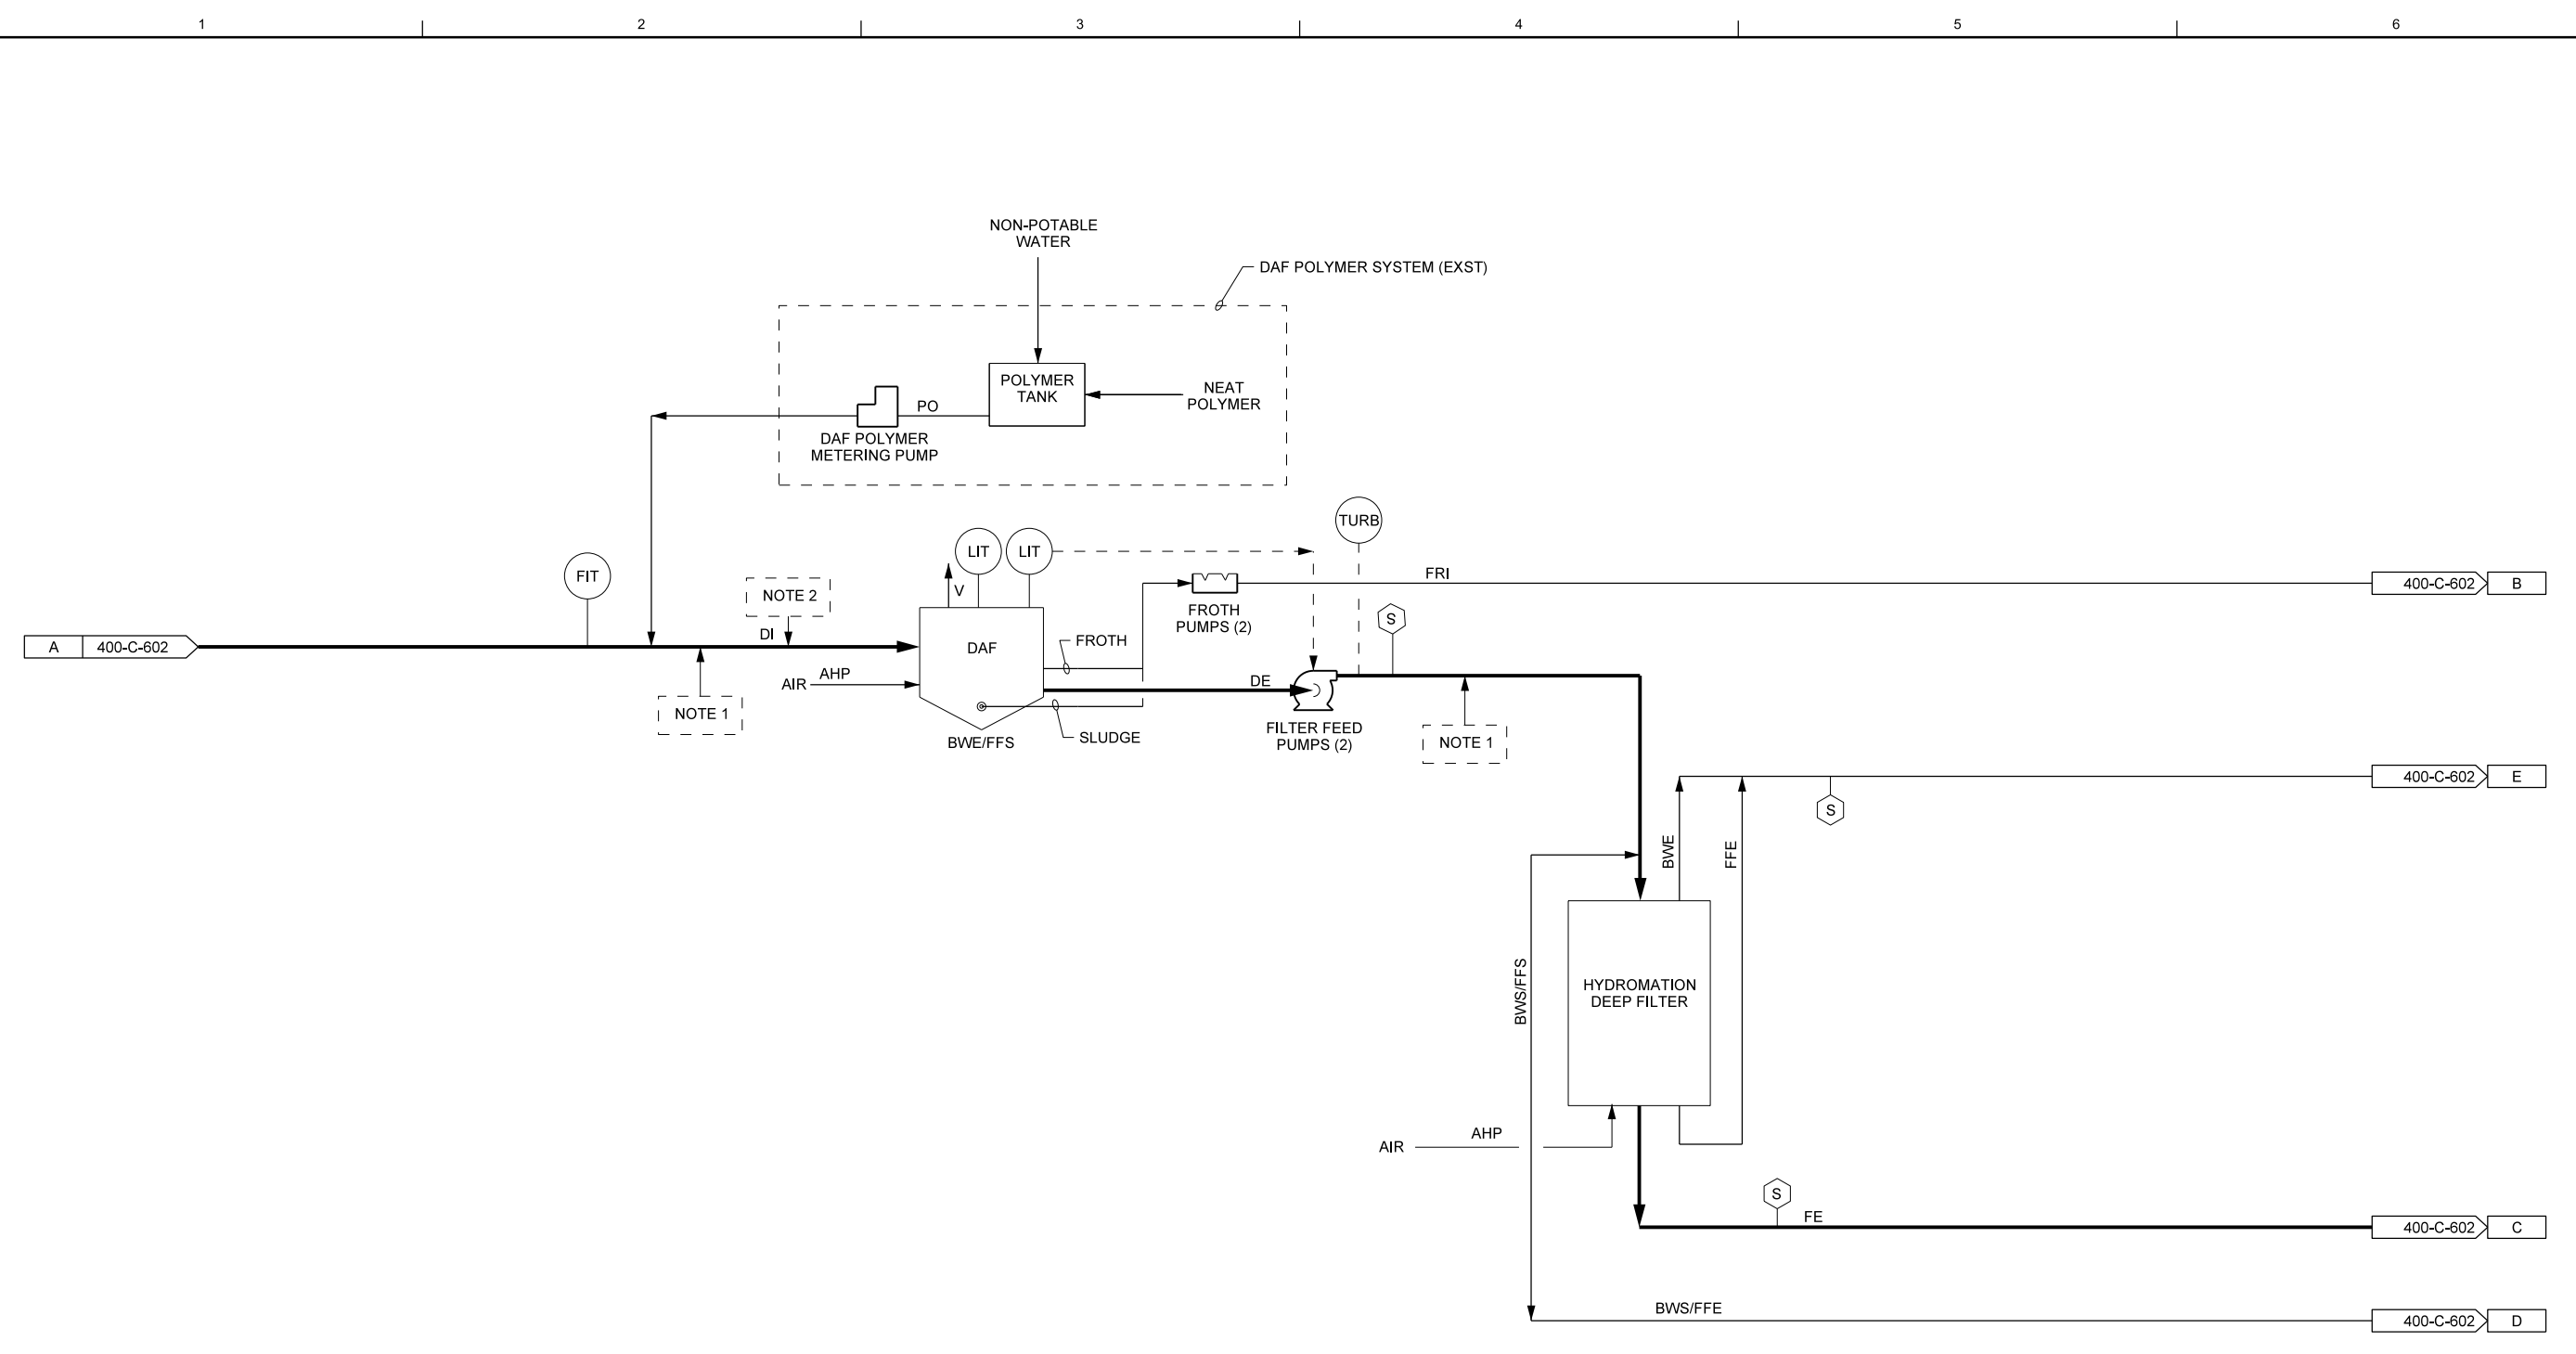 1
2
3
4
5
6
NON-POTABLE
WATER
DAF POLYMER SYSTEM (EXST)
POLYMER
TANK
NEAT
POLYMER
PO
DAF POLYMER
METERING PUMP
TURB
LIT
LIT
FIT
V
NOTE 2
FRI
400-C-602
B
FROTH
PUMPS (2)
S
A
400-C-602
DI
DAF
FROTH
AIR
AHP
DE
NOTE 1
BWE/FFS
SLUDGE
FILTER FEED
PUMPS (2)
NOTE 1
400-C-602
E
S
BWE
FFE
BWS/FFS
HYDROMATION
DEEP FILTER
AIR
AHP
S
FE
400-C-602
C
BWS/FFE
400-C-602
D